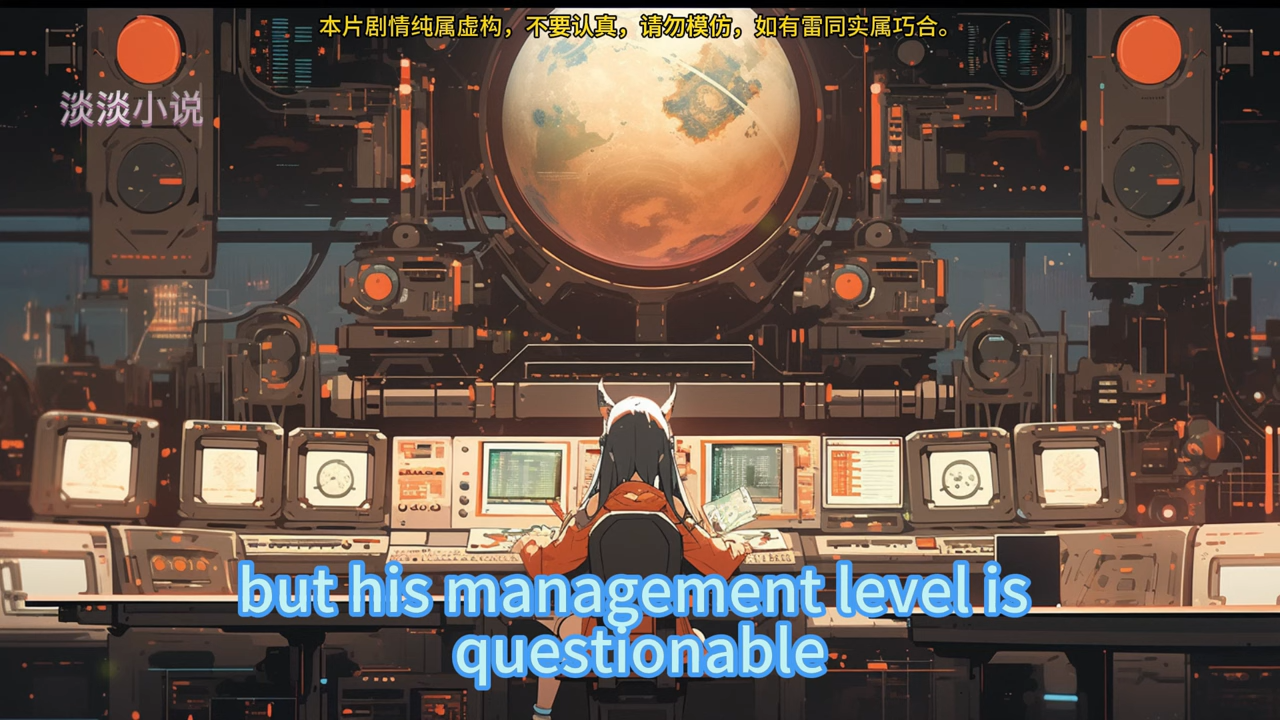 本片剧情纯属虚构，不要认真，请勿模仿，如有雷同实属巧合。
淡淡小说
but his management level is
questionable